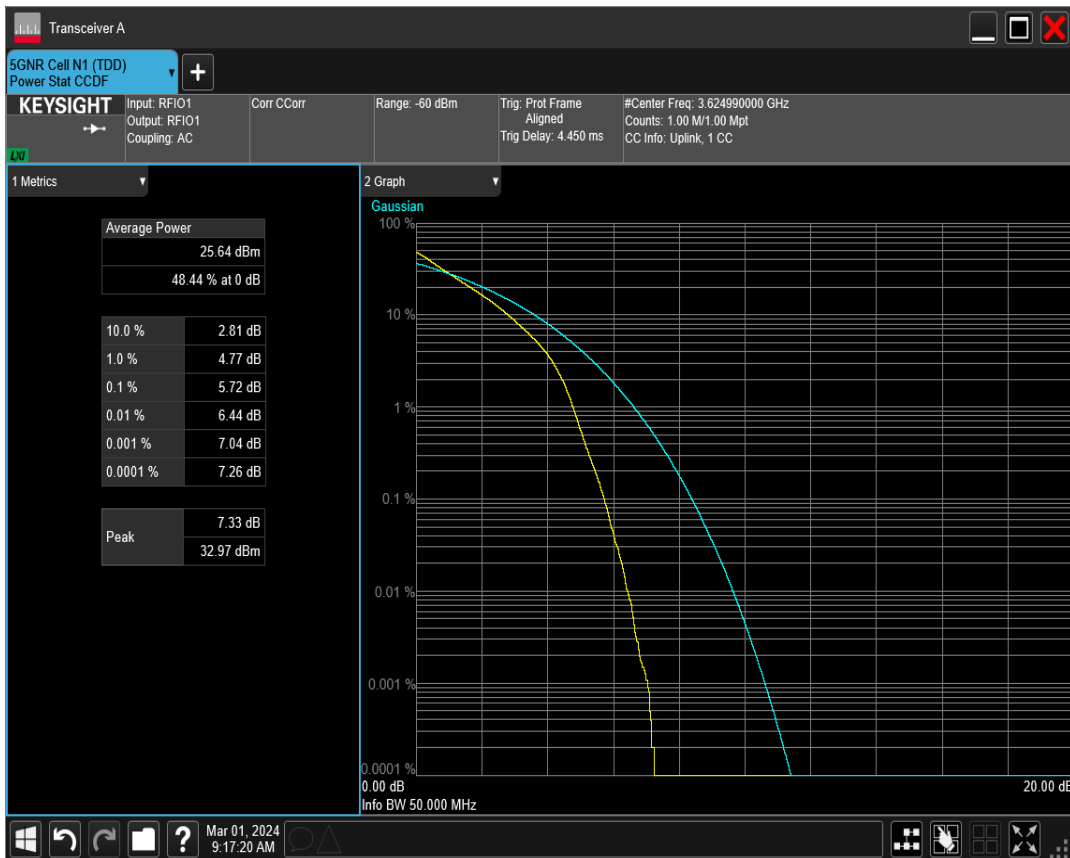 Transceiver A
5GNR Cell N1 (TDD)
Power Stat CCDF
+
KEYSIGHT
LXI
Input: RFIO1
Output: RFIO1
Coupling: AC
Corr CCorr
Range: -60 dBm
Trig: Prot Frame
Aligned
Trig Delay: 4.450 ms
#Center Freq: 3.624990000 GHz
Counts: 1.00 M/1.00 Mpt
CC Info: Uplink, 1 CC
1 Metrics
Average Power
25.64 dBm
48.44 % at 0 dB
10.0 % 2.81 dB
1.0 % 4.77 dB
0.1 % 5.72 dB
0.01 % 6.44 dB
0.001 % 7.04 dB
0.0001 % 7.26 dB
Peak
7.33 dB
32.97 dBm
2 Graph
Gaussian
100 %
10 %
1 %
0.1 %
0.01 %
0.001 %
0.0001 %
0.00 dB 20.00 dB
Info BW 50.000 MHz
?
Mar 01, 2024
9:17:20 AM